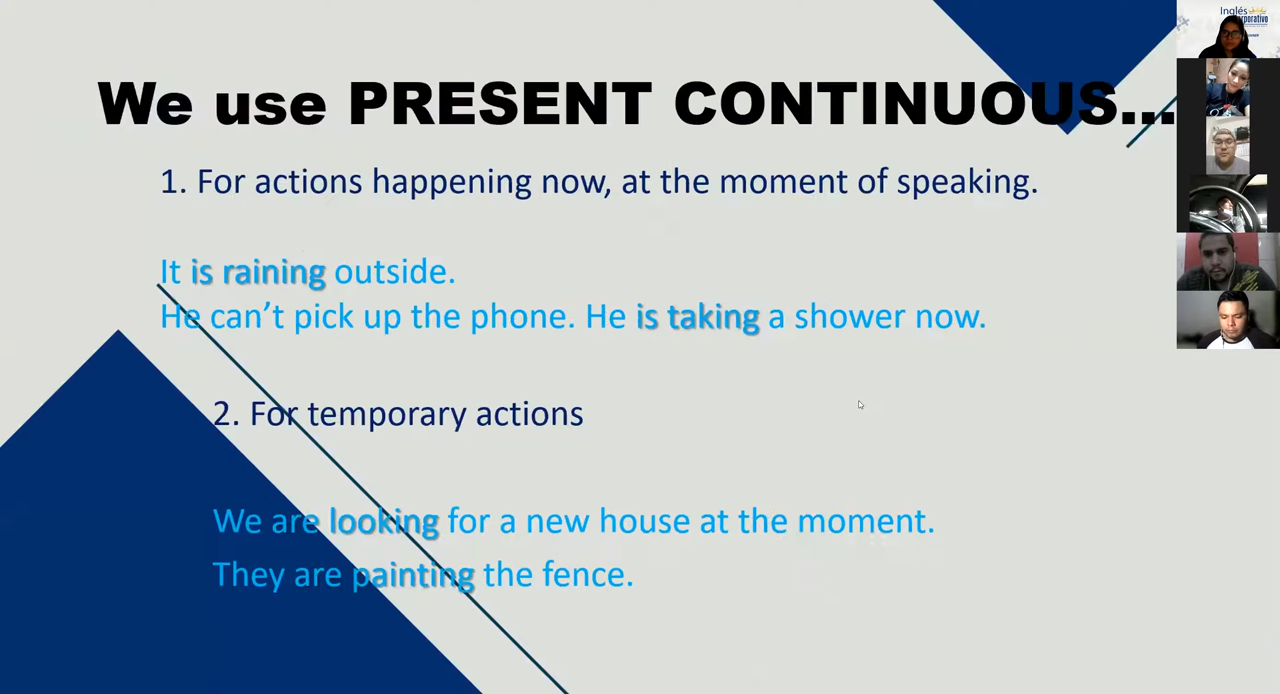 Inglés
We use PRESENT CONTINUOUS...
1. For actions happening now, at the moment of speaking.
It is raining outside.
He can’t pick up the phone. He is taking a shower now.
2. For temporary actions
We are looking for a new house at the moment.
They are painting the fence.